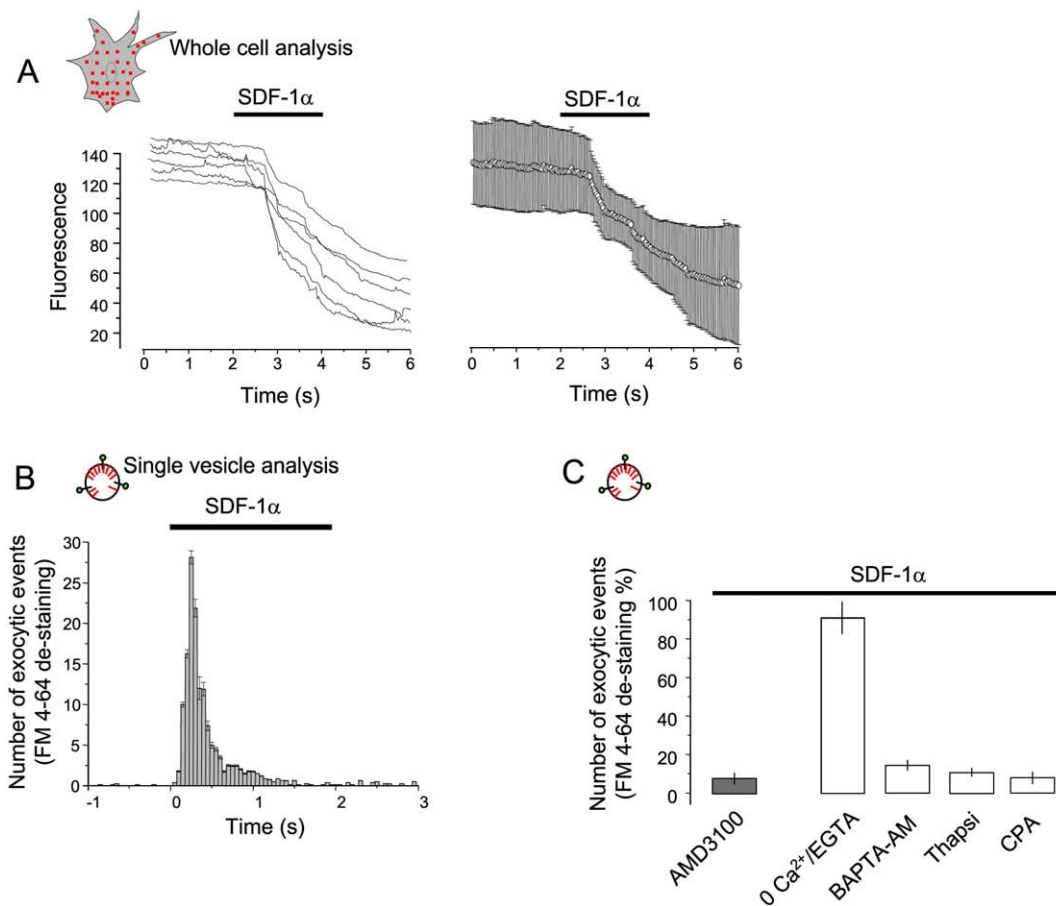 A
Whole cell analysis
SDF-1α
SDF-1α
Fluorescence
140
120
100
80
60
40
20
0 1 2 3 4 5 6
Time (s)
0 1 2 3 4 5 6
Time (s)
B
Single vesicle analysis
SDF-1α
Number of exocytic events
(FM 4-64 de-staining)
30
25
20
15
10
5
0
-1 0 1 2 3
Time (s)
C
SDF-1α
Number of exocytic events
(FM 4-64 de-staining %)
100
80
60
40
20
0
AMD3100
0 Ca²⁺/EGTA
BAPTA-AM
Thapsi
CPA